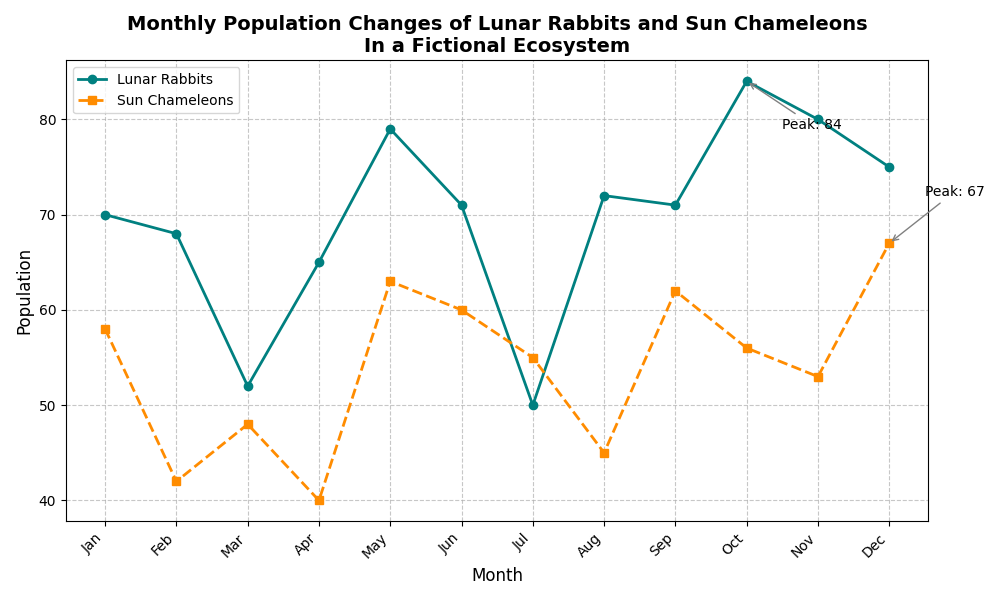 Monthly Population Changes of Lunar Rabbits and Sun Chameleons
In a Fictional Ecosystem
Lunar Rabbits
Sun Chameleons
Peak: 84
Peak: 67
Population
80
70
60
50
40
Jan
Feb
Mar
Apr
May
Jun
Jul
Aug
Sep
Oct
Nov
Dec
Month